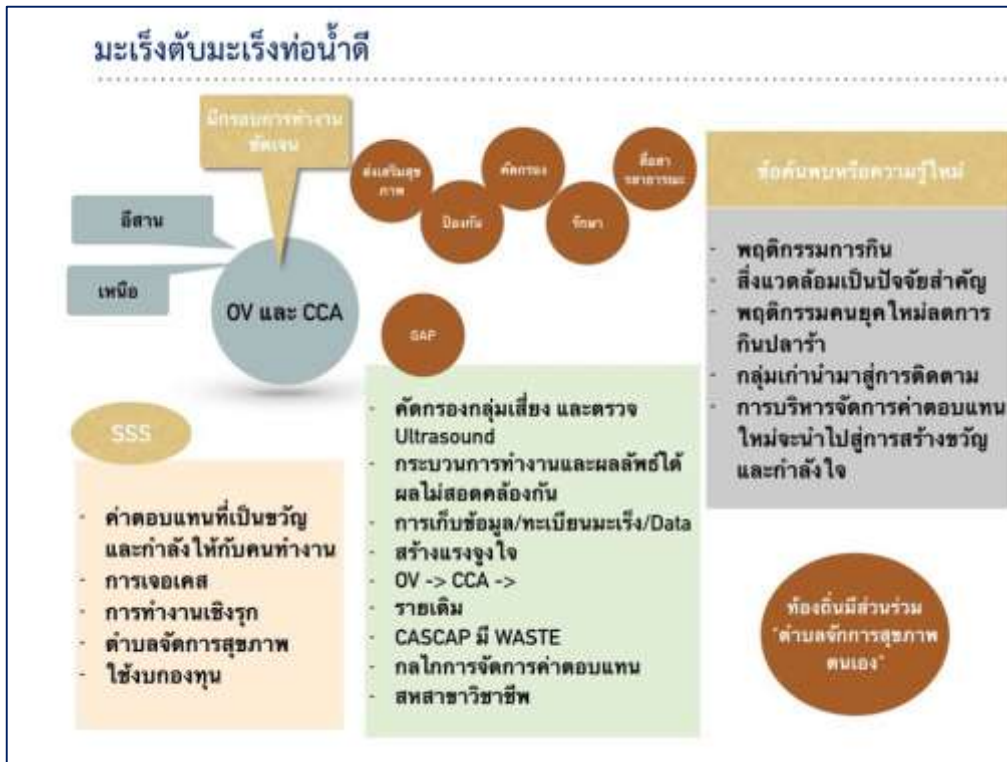 มะเร็งตับมะเร็งท่อน้ำดี
มีกรอบการทำงาน
ชัดเจน
อีสาน
เหนือ
OV และ CCA
ส่งเสริมสุข
ภาพ
ป้องกัน
คัดกรอง
รักษา
สื่อสา
รสาธารณะ
SSS
- ค่าตอบแทนที่เป็นขวัญ
และกำลังให้กับคนทำงาน
- การเจอเคส
- การทำงานเชิงรุก
- ตำบลจัดการสุขภาพ
- ใช้งบกองทุน
GAP
- คัดกรองกลุ่มเสี่ยง และตรวจ
Ultrasound
- กระบวนการทำงานและผลลัพธ์ได้
ผลไม่สอดคล้องกัน
- การเก็บข้อมูล/ทะเบียนมะเร็ง/Data
- สร้างแรงจูงใจ
- OV -> CCA ->
- รายเดิม
- CASCAP มี WASTE
- กลไกการจัดการค่าตอบแทน
- สหสาขาวิชาชีพ
ข้อค้นพบหรือความรู้ใหม่
- พฤติกรรมการกิน
- สิ่งแวดล้อมเป็นปัจจัยสำคัญ
- พฤติกรรมคนยุคใหม่ลดการ
กินปลาร้า
- กลุ่มเก่านำมาสู่การติดตาม
- การบริหารจัดการค่าตอบแทน
ใหม่จะนำไปสู่การสร้างขวัญ
และกำลังใจ
ท้องถิ่นมีส่วนร่วม
"ตำบลจักการสุขภาพ
ตนเอง"